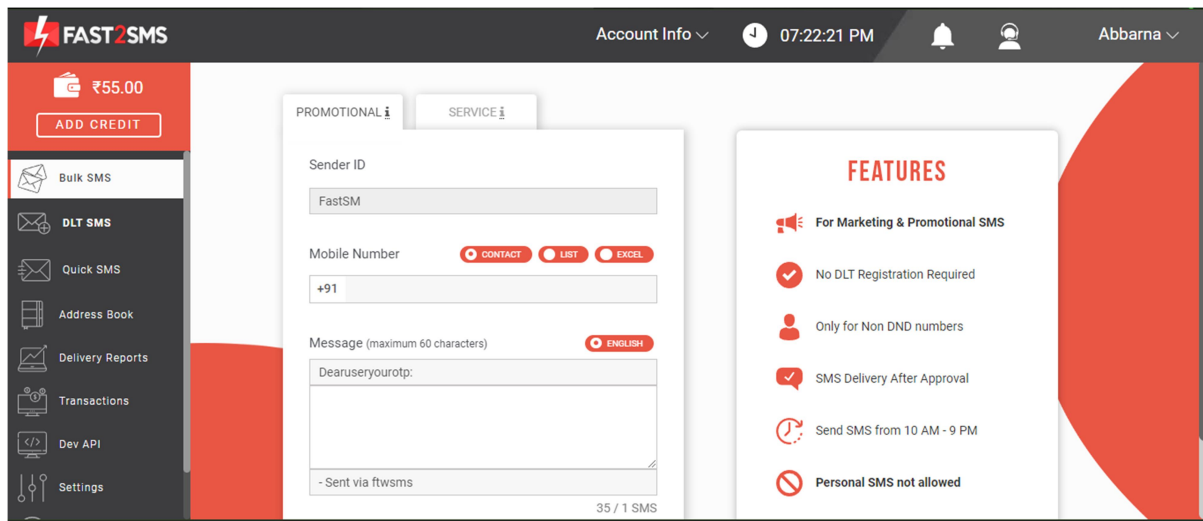 FAST2SMS
Account Info
07:22:21 PM
Abbarna
₹55.00
ADD CREDIT
Bulk SMS
DLT SMS
Quick SMS
Address Book
Delivery Reports
Transactions
Dev API
Settings
PROMOTIONAL i
SERVICE i
Sender ID
FastSM
Mobile Number
CONTACT
LIST
EXCEL
+91
Message (maximum 60 characters)
ENGLISH
Dearuseryourotp:
- Sent via ftwsms
35 / 1 SMS
FEATURES
For Marketing & Promotional SMS
No DLT Registration Required
Only for Non DND numbers
SMS Delivery After Approval
Send SMS from 10 AM - 9 PM
Personal SMS not allowed